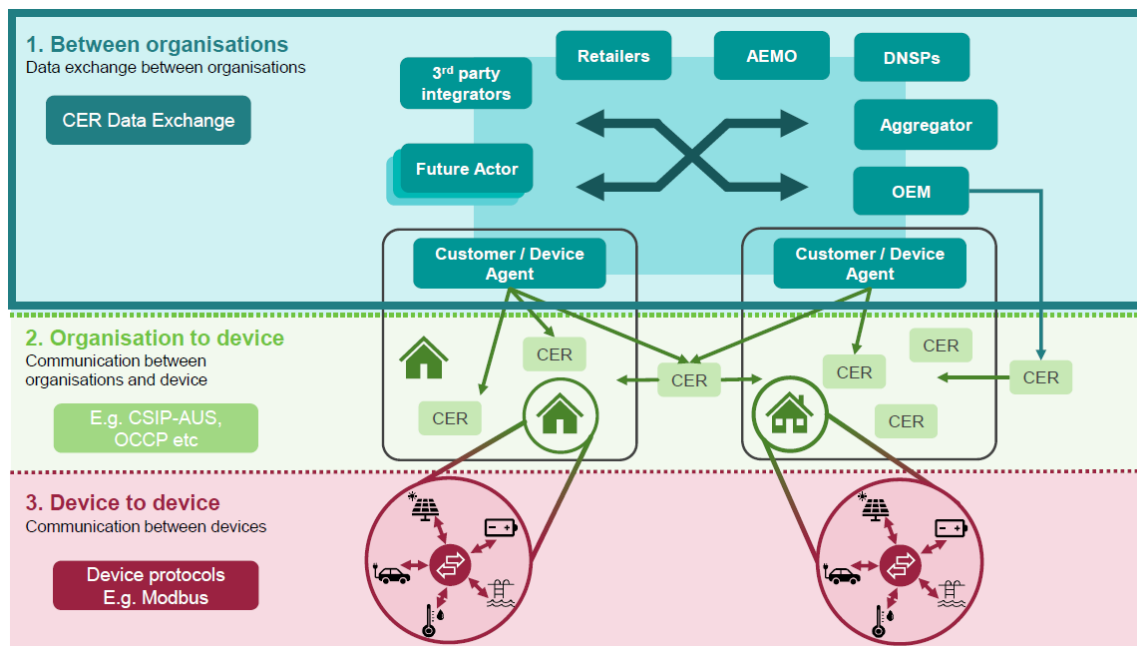 1. Between organisations
Data exchange between organisations
CER Data Exchange
Retailers
AEMO
DNSPs
3rd party
integrators
Aggregator
Future Actor
OEM
Customer / Device
Agent
Customer / Device
Agent
2. Organisation to device
Communication between
organisations and device
E.g. CSIP-AUS,
OCCP etc
CER
CER
CER
CER
CER
CER
CER
3. Device to device
Communication between devices
Device protocols
E.g. Modbus